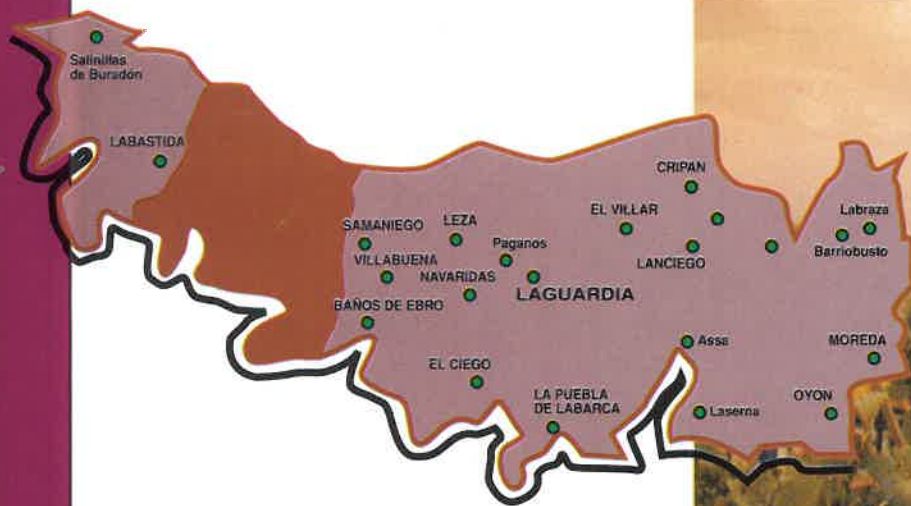 Salinillas
de Buradón
LABASTIDA
CRIPAN
SAMANIEGO
LEZA
EL VILLAR
Labraza
Paganos
VILLABUENA
LANCIEGO
Barriobusto
NAVARIDAS
LAGUARDIA
BAÑOS DE EBRO
Assa
MOREDA
EL CIEGO
LA PUEBLA
DE LABARCA
Laserna
OYON